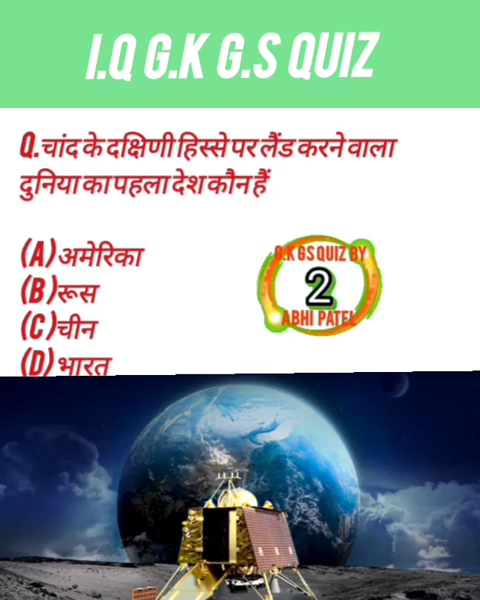 I.Q G.K G.S QUIZ
Q.चांद के दक्षिणी हिस्से पर लैंड करने वाला
दुनिया का पहला देश कौन हैं
(A) अमेरिका
(B) रूस
(C) चीन
(D) भारत
G.K GS QUIZ BY
2
ABHI PATEL